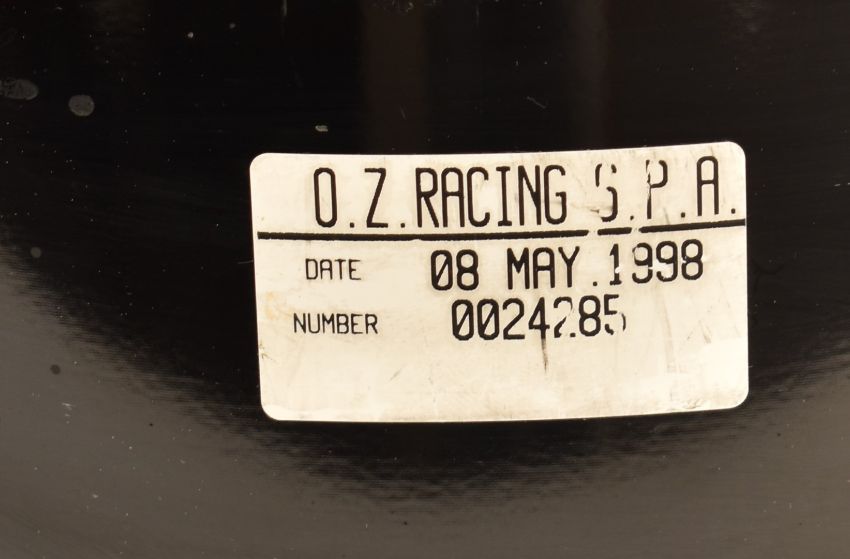 O.Z.RACING S.P.A.
DATE 08 MAY.1998
NUMBER 0024285